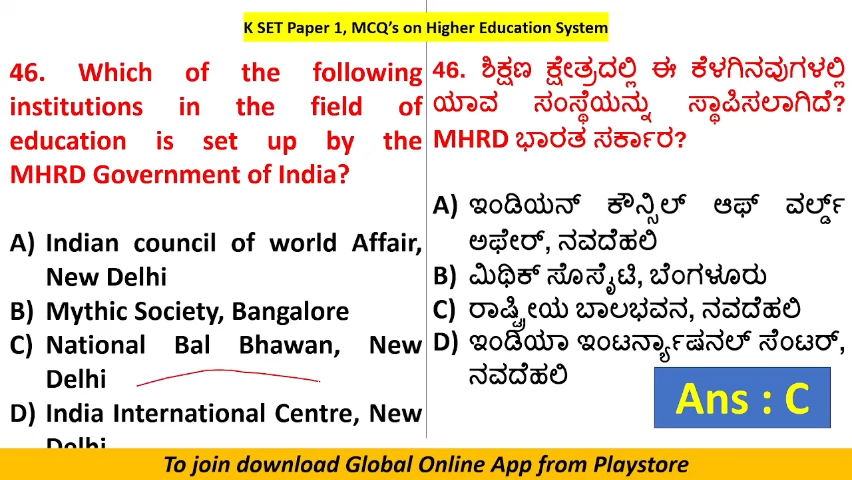 K SET Paper 1, MCQ's on Higher Education System
46. Which of the following
institutions in the field of
education is set up by the
MHRD Government of India?
A) Indian council of world Affair,
New Delhi
B) Mythic Society, Bangalore
C) National Bal Bhawan, New
Delhi
D) India International Centre, New
Delhi
46. ಶಿಕ್ಷಣ ಕ್ಷೇತ್ರದಲ್ಲಿ ಈ ಕೆಳಗಿನವುಗಳಲ್ಲಿ
ಯಾವ ಸಂಸ್ಥೆಯನ್ನು ಸ್ಥಾಪಿಸಲಾಗಿದೆ?
MHRD ಭಾರತ ಸರ್ಕಾರ?
A) ಇಂಡಿಯನ್ ಕೌನ್ಸಿಲ್ ಆಫ್ ವರ್ಲ್ಡ್
ಅಫೇರ್, ನವದೆಹಲಿ
B) ಮಿಥಿಕ್ ಸೊಸೈಟಿ, ಬೆಂಗಳೂರು
C) ರಾಷ್ಟ್ರೀಯ ಬಾಲಭವನ, ನವದೆಹಲಿ
D) ಇಂಡಿಯಾ ಇಂಟರ್ನ್ಯಾಷನಲ್ ಸೆಂಟರ್,
ನವದೆಹಲಿ
Ans : C
To join download Global Online App from Playstore